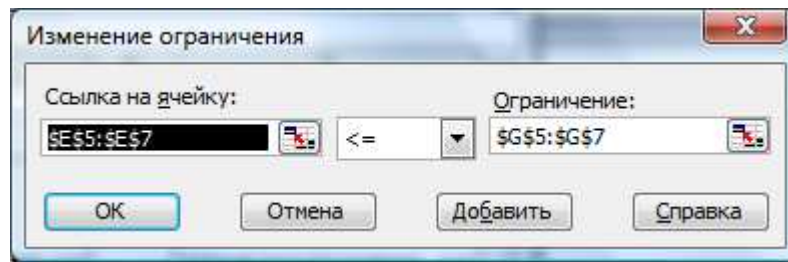 Изменение ограничения
Ссылка на ячейку: Ограничение:
$E$5:$E$7 <= $G$5:$G$7
ОК Отмена Добавить Справка